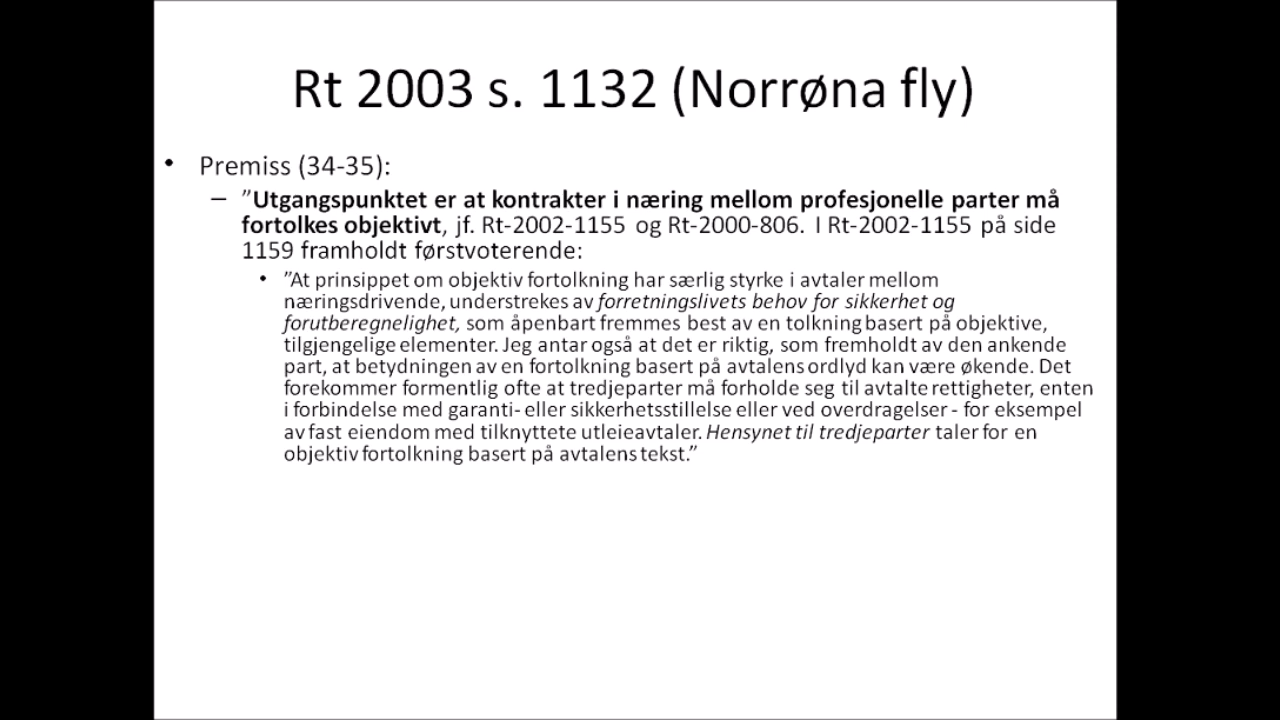 Rt 2003 s. 1132 (Norrøna fly)
• Premiss (34-35):
– ”Utgangspunktet er at kontrakter i næring mellom profesjonelle parter må
fortolkes objektivt, jf. Rt-2002-1155 og Rt-2000-806. I Rt-2002-1155 på side
1159 framholdt førstvoterende:
• ”At prinsippet om objektiv fortolkning har særlig styrke i avtaler mellom
næringsdrivende, understrekes av forretningslivets behov for sikkerhet og
forutberegnelighet, som åpenbart fremmes best av en tolkning basert på objektive,
tilgjengelige elementer. Jeg antar også at det er riktig, som fremholdt av den ankende
part, at betydningen av en fortolkning basert på avtalens ordlyd kan være økende. Det
forekommer formentlig ofte at tredjeparter må forholde seg til avtalte rettigheter, enten
i forbindelse med garanti- eller sikkerhetsstillelse eller ved overdragelser - for eksempel
av fast eiendom med tilknyttete utleieavtaler. Hensynet til tredjeparter taler for en
objektiv fortolkning basert på avtalens tekst.”